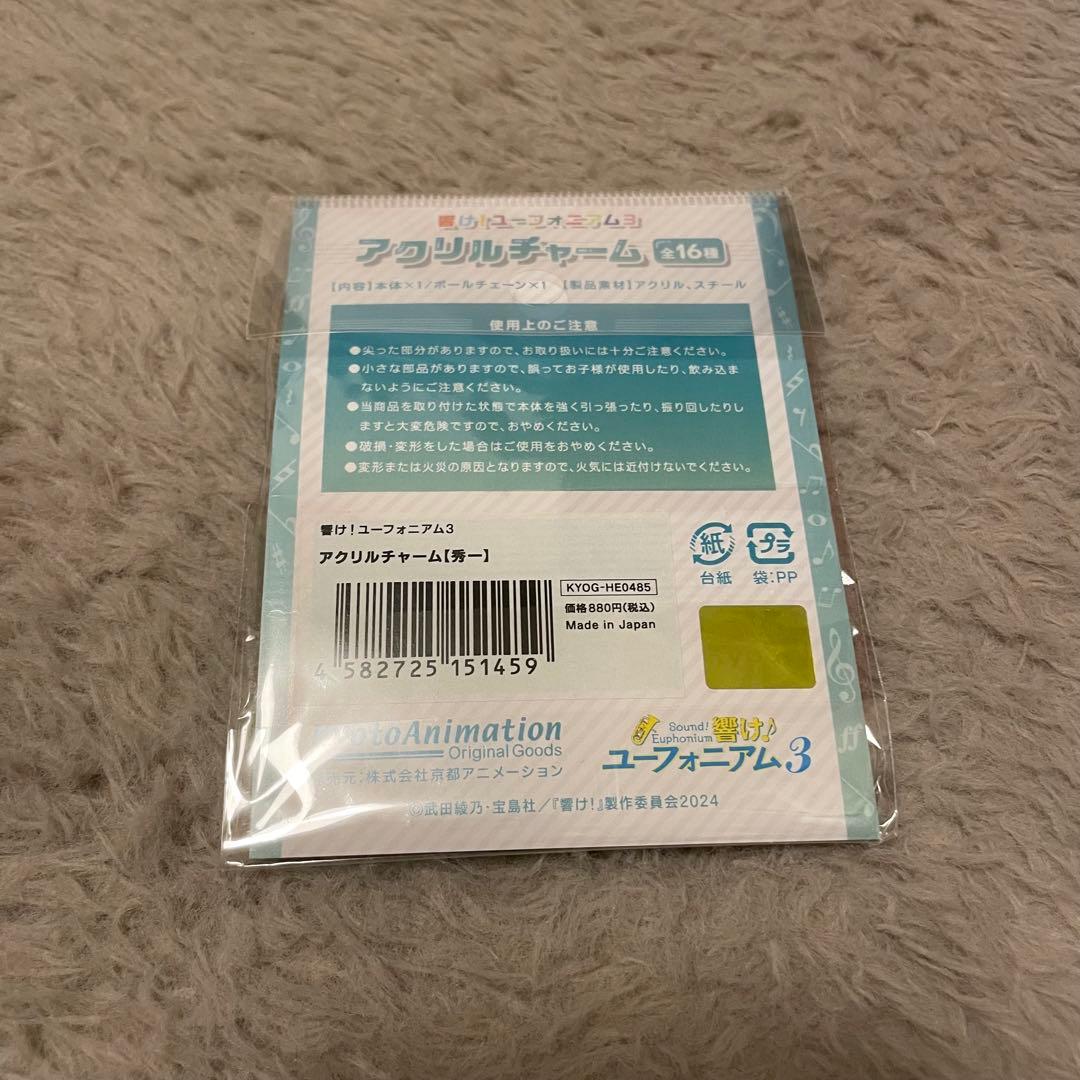 響け!ユーフォニアム3
アクリルチャーム 全16種
【内容】本体×1/ボールチェーン×1 【製品素材】アクリル、スチール
使用上のご注意
●尖った部分がありますので、お取り扱いには十分ご注意ください。
●小さな部品がありますので、誤ってお子様が使用したり、飲み込ま
ないようにご注意ください。
●当商品を取り付けた状態で本体を強く引っ張ったり、振り回したりし
ますと大変危険ですので、おやめください。
●破損・変形をした場合はご使用をおやめください。
●変形または火災の原因となりますので、火気には近付けないでください。
響け!ユーフォニアム3
アクリルチャーム【秀一】
KYOG-HE0485
価格880円(税込)
Made in Japan
4 582725 151459
紙 プラ
台紙 袋:PP
KyotoAnimation
Original Goods
発売元:株式会社京都アニメーション
Sound! Euphonium 響け!
ユーフォニアム3
©武田綾乃・宝島社/『響け!』製作委員会2024